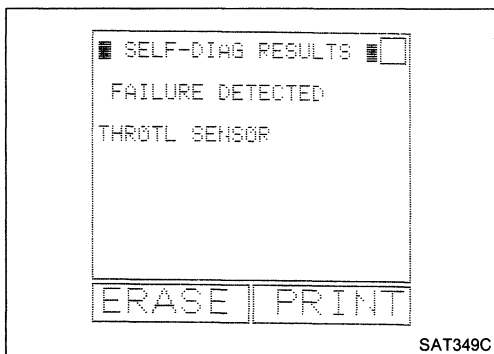 SELF-DIAG RESULTS
FAILURE DETECTED
THROTL SENSOR
ERASE PRINT
SAT349C